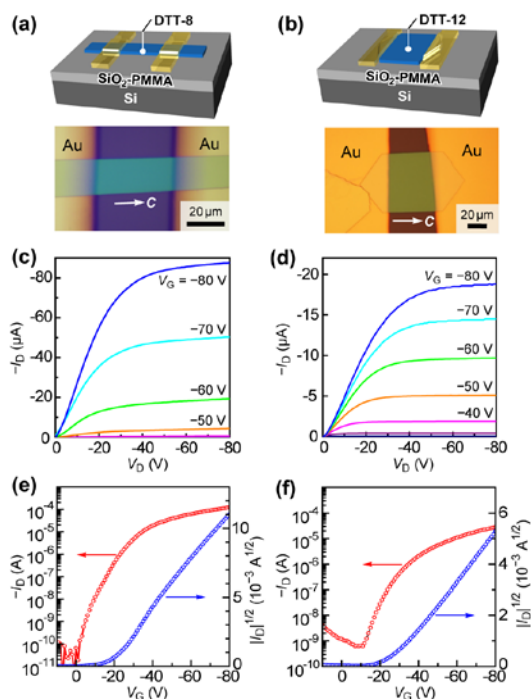 (a)
DTT-8
SiO2-PMMA
Si
Au
Au
C
20 μm
(b)
DTT-12
SiO2-PMMA
Si
Au
Au
C
20 μm
(c)
−ID (μA)
-80
-60
-40
-20
0
VG = −80 V
−70 V
−60 V
−50 V
0
-20
-40
-60
-80
VD (V)
(d)
−ID (μA)
-20
-15
-10
-5
0
VG = −80 V
−70 V
−60 V
−50 V
−40 V
0
-20
-40
-60
-80
VD (V)
(e)
−ID (A)
10-4
10-5
10-6
10-7
10-8
10-9
10-10
10-11
10
5
0
|ID|1/2 (10−3 A1/2)
0
-20
-40
-60
-80
VG (V)
(f)
−ID (A)
10-4
10-5
10-6
10-7
10-8
10-9
10-10
6
4
2
0
|ID|1/2 (10−3 A1/2)
0
-20
-40
-60
-80
VG (V)